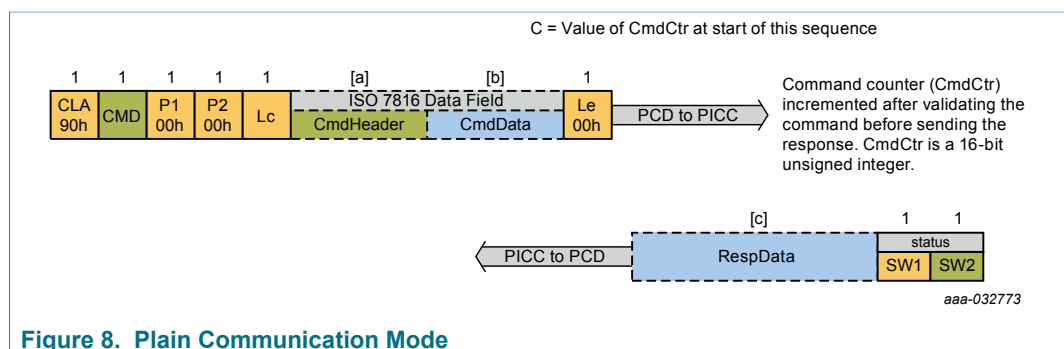 C = Value of CmdCtr at start of this sequence
1 1 1 1 1 [a] [b] 1
CLA 90h CMD P1 00h P2 00h Lc ISO 7816 Data Field CmdHeader CmdData Le 00h PCD to PICC
Command counter (CmdCtr)
incremented after validating the
command before sending the
response. CmdCtr is a 16-bit
unsigned integer.
[c] 1 1
PICC to PCD RespData status SW1 SW2
aaa-032773
Figure 8. Plain Communication Mode